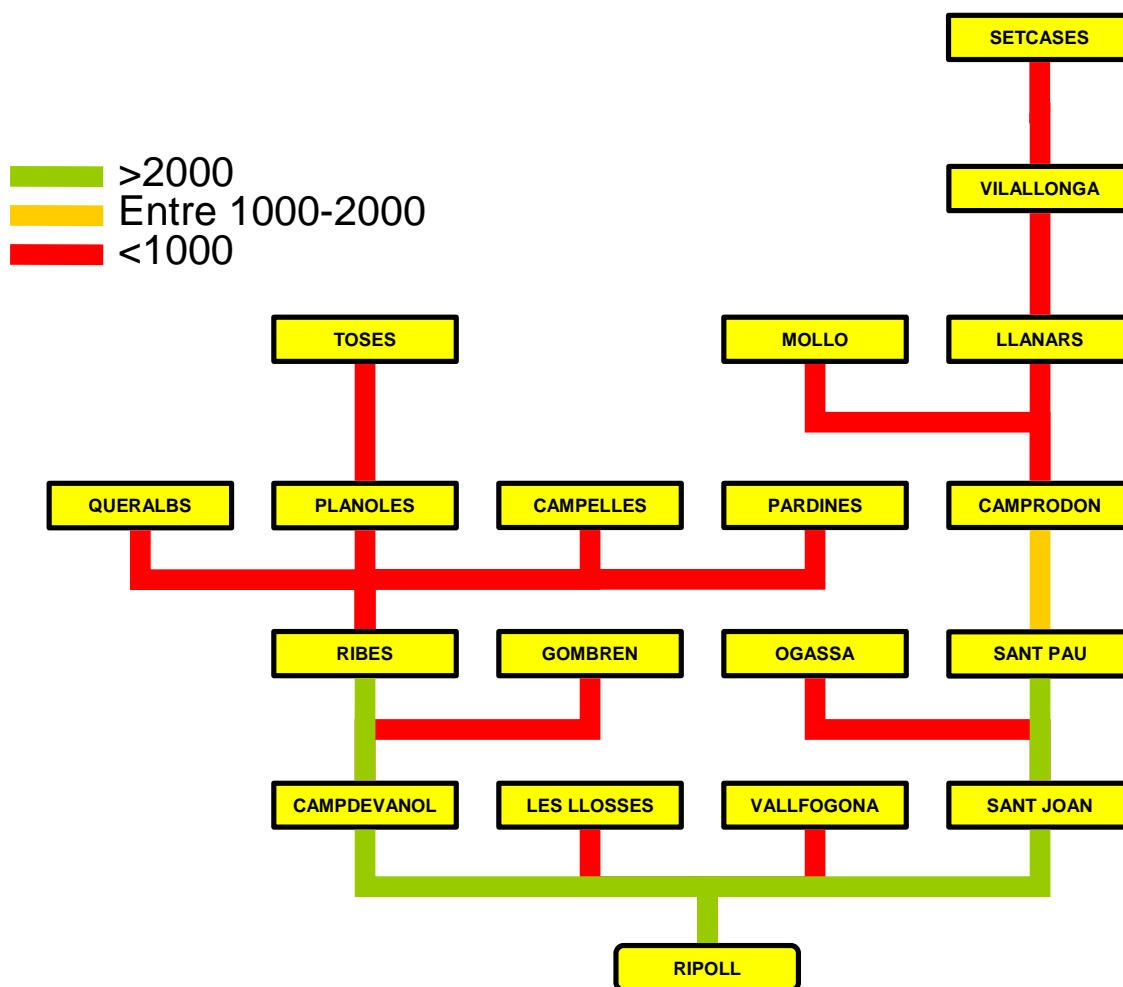 SETCASES
>2000
Entre 1000-2000
<1000
VILALLONGA
TOSES
MOLLO
LLANARS
QUERALBS
PLANOLES
CAMPELLES
PARDINES
CAMPRODON
RIBES
GOMBREN
OGASSA
SANT PAU
CAMPDEVANOL
LES LLOSSES
VALLFOGONA
SANT JOAN
RIPOLL